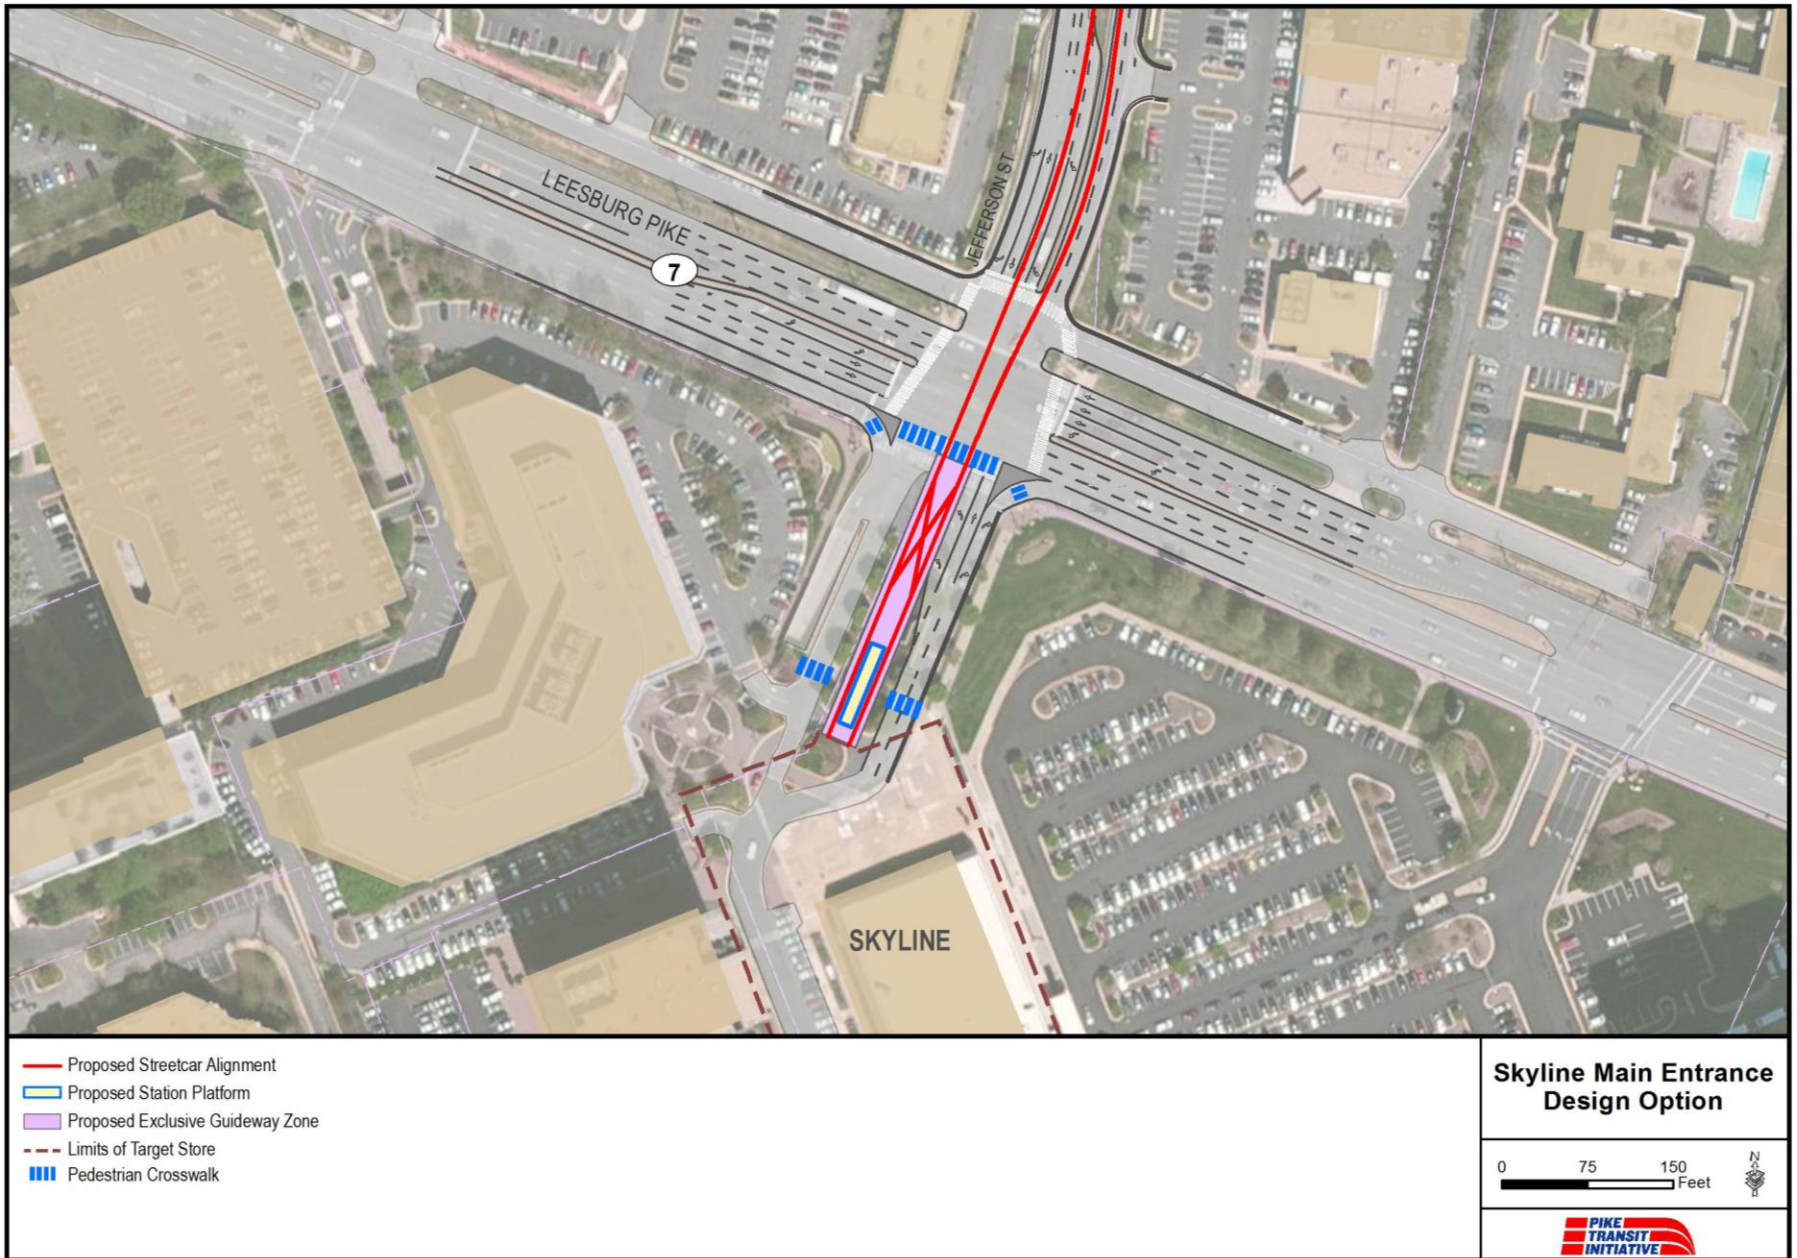 JEFFERSON ST
LEESBURG PIKE
7
SKYLINE
Proposed Streetcar Alignment
Proposed Station Platform
Proposed Exclusive Guideway Zone
Limits of Target Store
Pedestrian Crosswalk
Skyline Main Entrance
Design Option
0 75 150
Feet
N
PIKE
TRANSIT
INITIATIVE